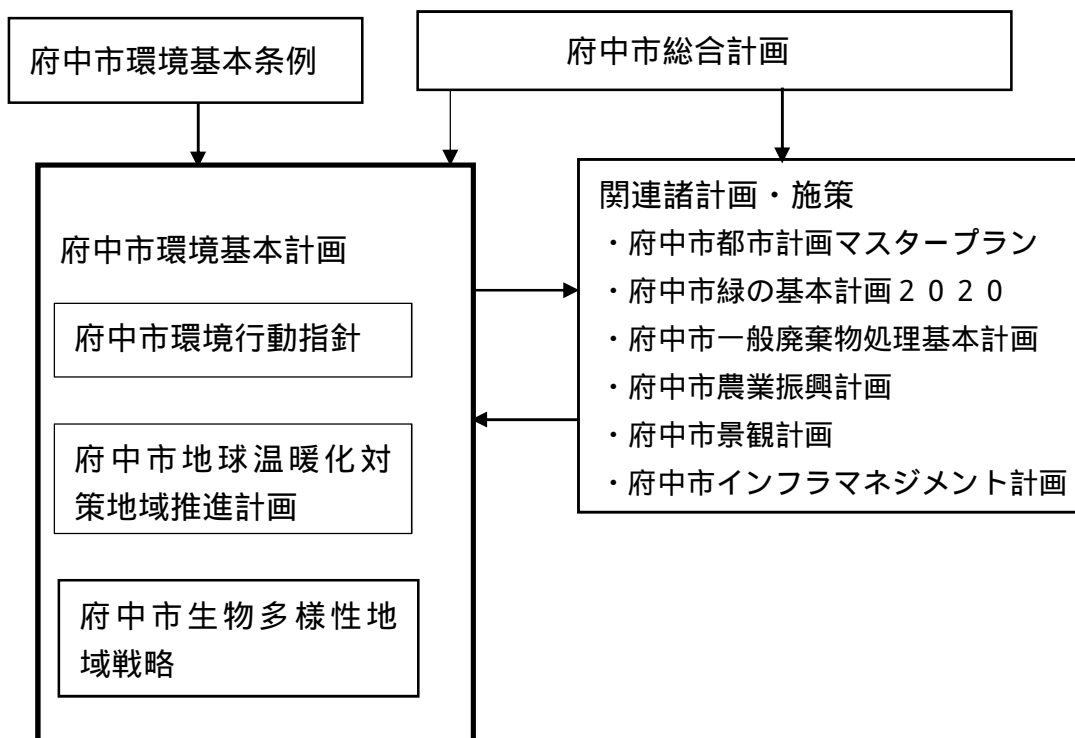 府中市環境基本条例
府中市総合計画
府中市環境基本計画
府中市環境行動指針
府中市地球温暖化対
策地域推進計画
府中市生物多様性地
域戦略
関連諸計画・施策
・府中市都市計画マスタープラン
・府中市緑の基本計画２０２０
・府中市一般廃棄物処理基本計画
・府中市農業振興計画
・府中市景観計画
・府中市インフラマネジメント計画